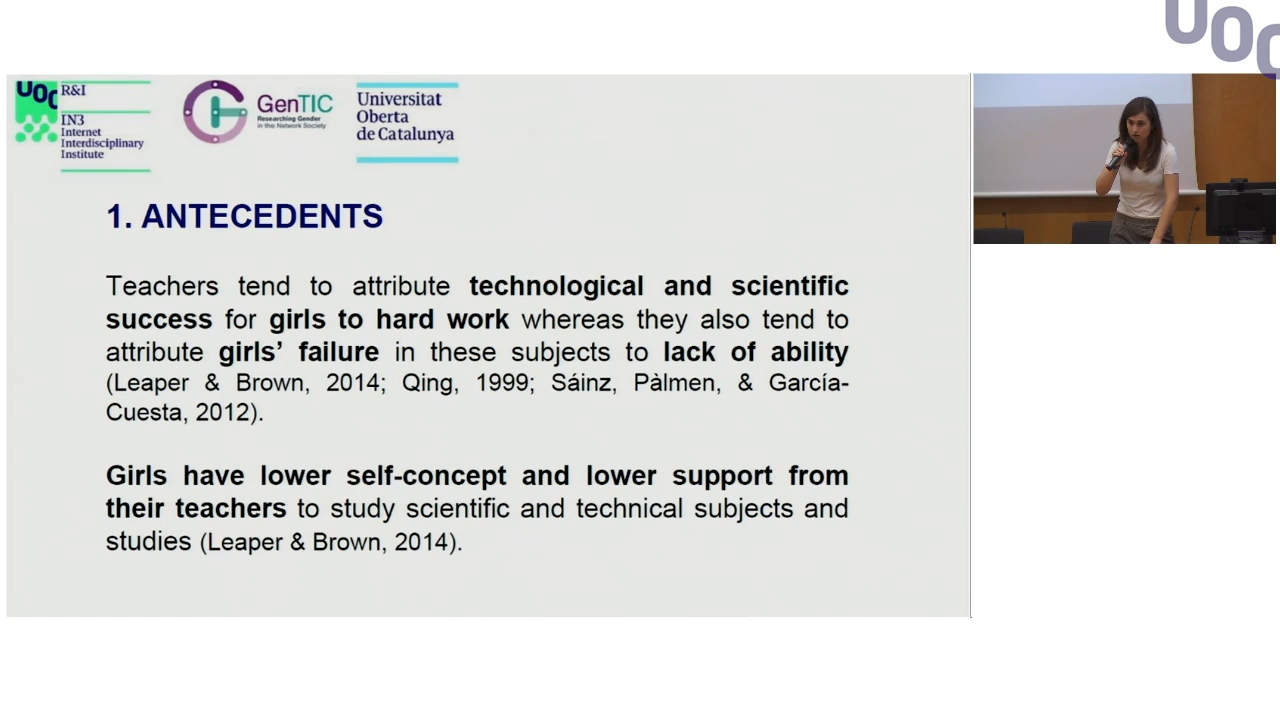 UOC
UOC
R&I
IN3
Internet
Interdisciplinary
Institute
GenTIC
Researching Gender
in the Network Society
Universitat
Oberta
de Catalunya
1. ANTECEDENTS
Teachers tend to attribute technological and scientific
success for girls to hard work whereas they also tend to
attribute girls’ failure in these subjects to lack of ability
(Leaper & Brown, 2014; Qing, 1999; Sáinz, Pàlmen, & García-
Cuesta, 2012).
Girls have lower self-concept and lower support from
their teachers to study scientific and technical subjects and
studies (Leaper & Brown, 2014).